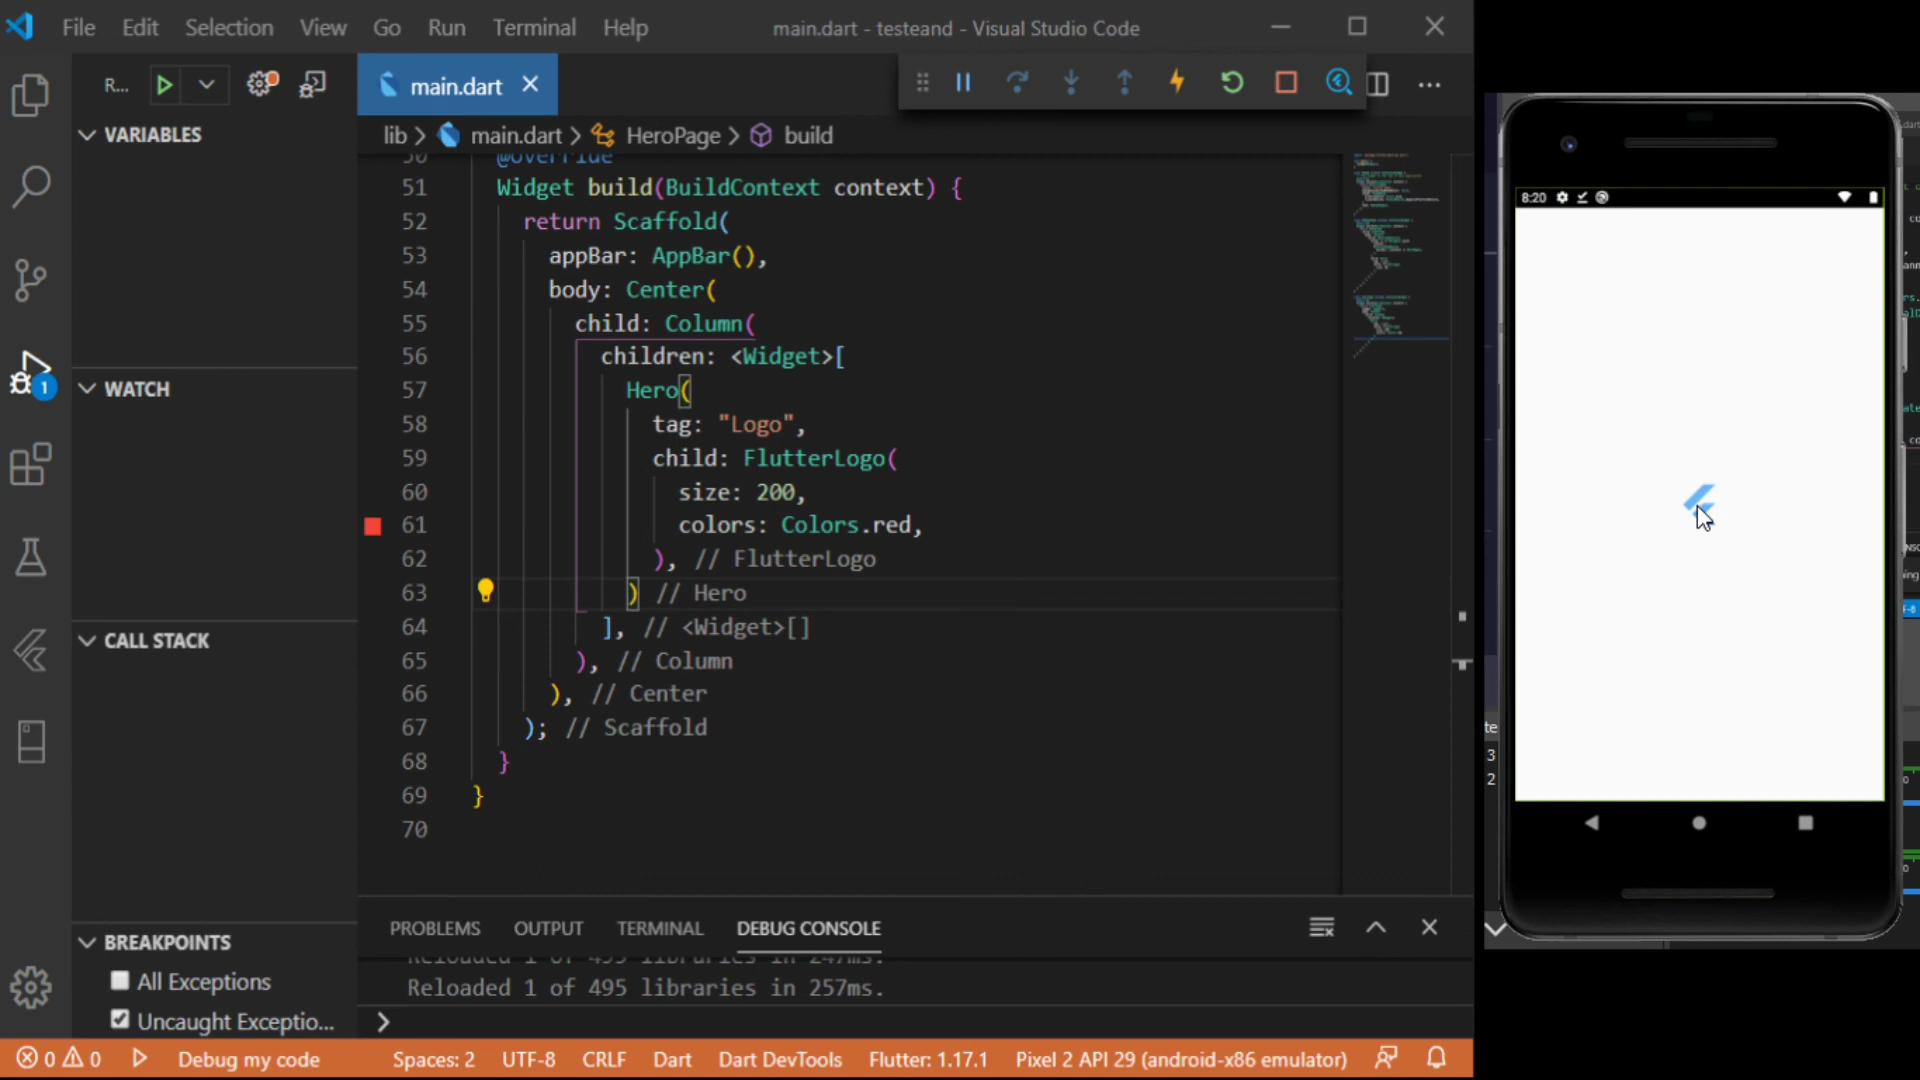 File Edit Selection View Go Run Terminal Help main.dart - testeand - Visual Studio Code
R...
main.dart
lib > main.dart > HeroPage > build
VARIABLES
WATCH
CALL STACK
BREAKPOINTS
All Exceptions
Uncaught Exceptio...
50 @override
51 Widget build(BuildContext context) {
52 return Scaffold(
53 appBar: AppBar(),
54 body: Center(
55 child: Column(
56 children: <Widget>[
57 Hero(
58 tag: "Logo",
59 child: FlutterLogo(
60 size: 200,
61 colors: Colors.red,
62 ), // FlutterLogo
63 ) // Hero
64 ], // <Widget>[]
65 ), // Column
66 ), // Center
67 ); // Scaffold
68 }
69 }
70
PROBLEMS OUTPUT TERMINAL DEBUG CONSOLE
Reloaded 1 of 495 libraries in 247ms.
Reloaded 1 of 495 libraries in 257ms.
>
0 0 Debug my code Spaces: 2 UTF-8 CRLF Dart Dart DevTools Flutter: 1.17.1 Pixel 2 API 29 (android-x86 emulator)
1
8:20
te
3
2